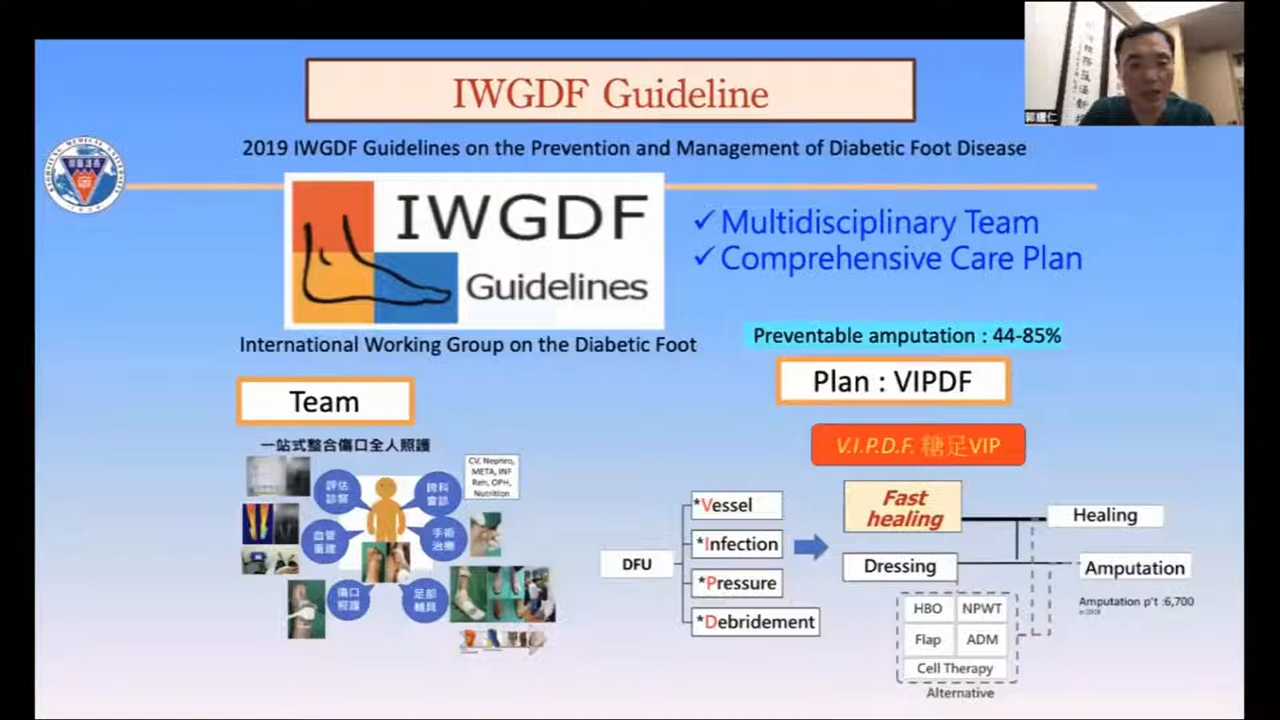 IWGDF Guideline
郭耀仁
2019 IWGDF Guidelines on the Prevention and Management of Diabetic Foot Disease
IWGDF
Guidelines
✓Multidisciplinary Team
✓Comprehensive Care Plan
International Working Group on the Diabetic Foot
Preventable amputation : 44-85%
Team
Plan : VIPDF
一站式整合傷口全人照護
評估
診察
跨科
會診
CV, Nephro,
META, INF
Reh, OPH,
Nutrition
血管
重建
手術
治療
傷口
照護
足部
輔具
V.I.P.D.F. 糖足VIP
DFU
*Vessel
*Infection
*Pressure
*Debridement
Fast
healing
Dressing
Healing
Amputation
Amputation p't :6,700
HBO
NPWT
Flap
ADM
Cell Therapy
Alternative